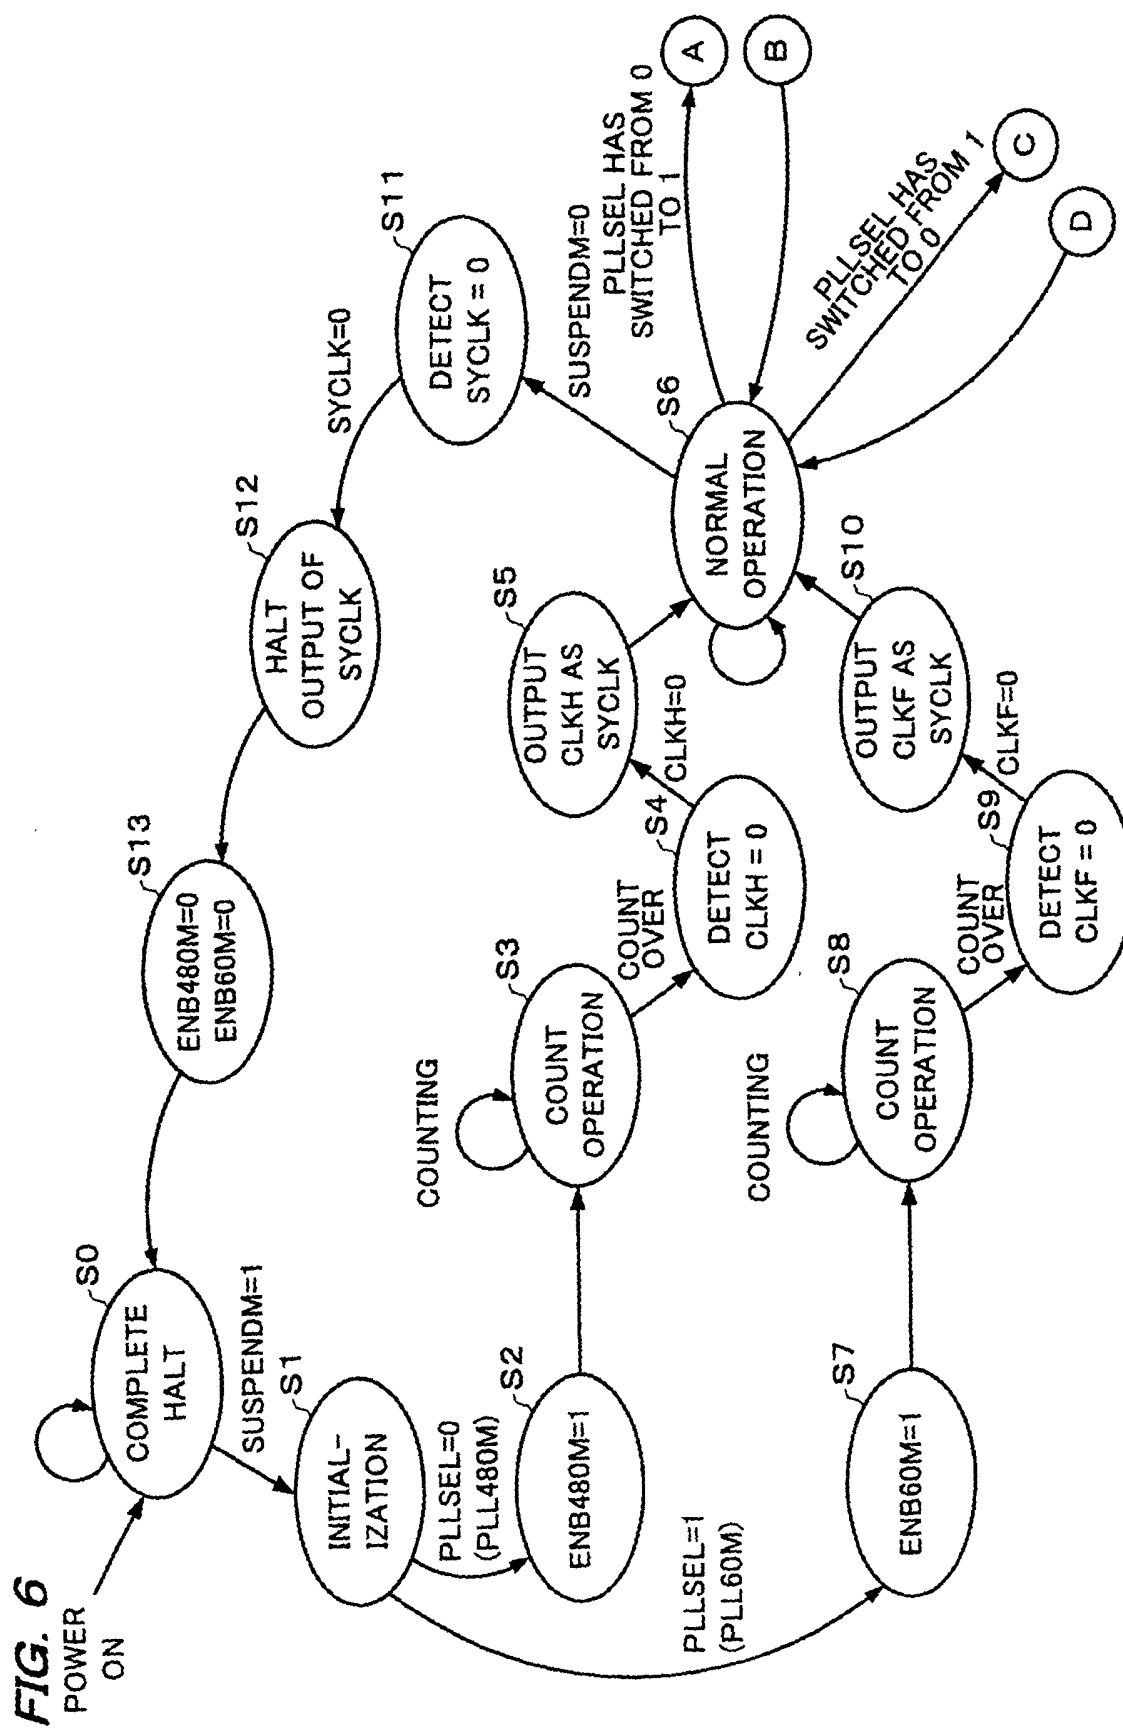 FIG. 6
POWER
ON
COMPLETE
HALT
S0
SUSPENDM=1
INITIAL-
IZATION
S1
PLLSEL=0
(PLL480M)
ENB480M=1
S2
PLLSEL=1
(PLL60M)
ENB60M=1
S7
COUNTING
COUNT
OPERATION
S3
COUNT
OVER
DETECT
CLKH = 0
S4
CLKH=0
OUTPUT
CLKH AS
SYCLK
S5
COUNTING
COUNT
OPERATION
S8
COUNT
OVER
DETECT
CLKF = 0
S9
CLKF=0
OUTPUT
CLKF AS
SYCLK
S10
NORMAL
OPERATION
S6
SUSPENDM=0
DETECT
SYCLK = 0
S11
SYCLK=0
HALT
OUTPUT OF
SYCLK
S12
ENB480M=0
ENB60M=0
S13
PLLSEL HAS
SWITCHED FROM 0
TO 1
A
B
PLLSEL HAS
SWITCHED FROM 1
TO 0
C
D